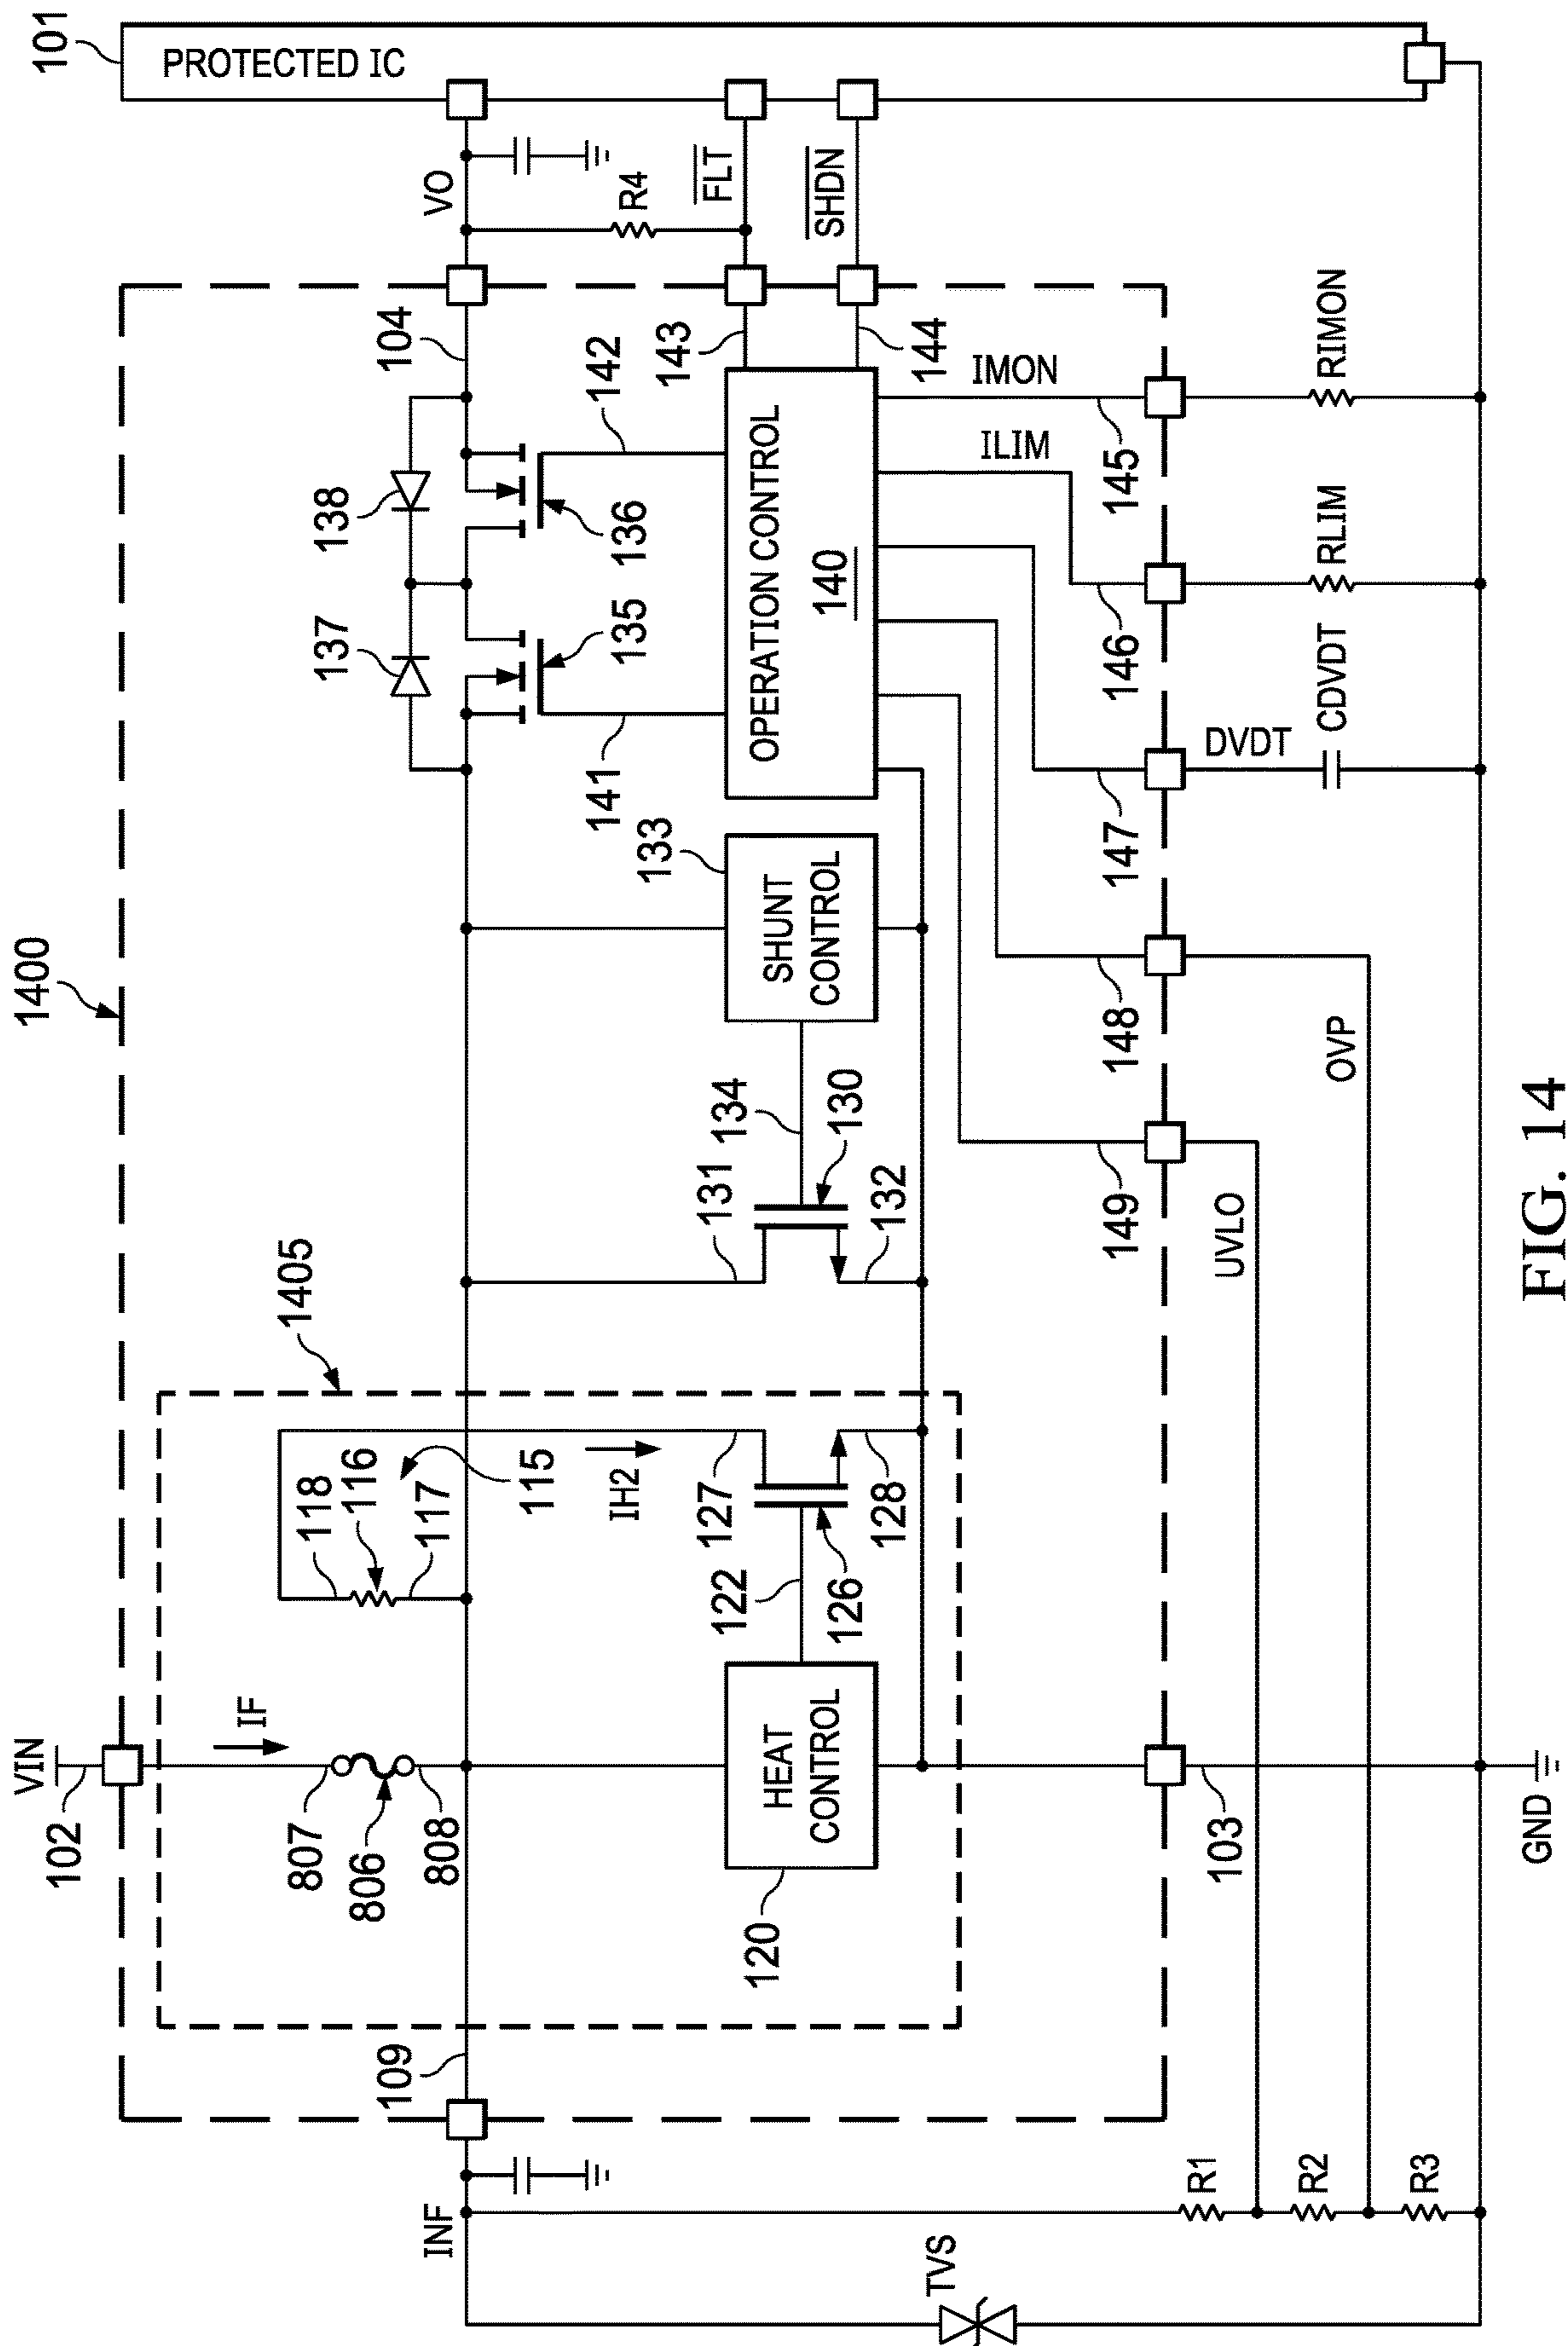 1400
101
PROTECTED IC
VIN
102
IF
807
806
808
1405
118
116
117
115
IH2
137
138
104
VO
R4
FLT
SHDN
109
INF
HEAT
CONTROL
120
122
126
127
128
131
134
130
132
133
SHUNT
CONTROL
141
135
136
142
OPERATION CONTROL
140
143
144
IMON
ILIM
103
149
148
147
146
145
UVLO
OVP
DVDT
CDVDT
RLIM
RIMON
TVS
R1
R2
R3
GND
FIG. 14